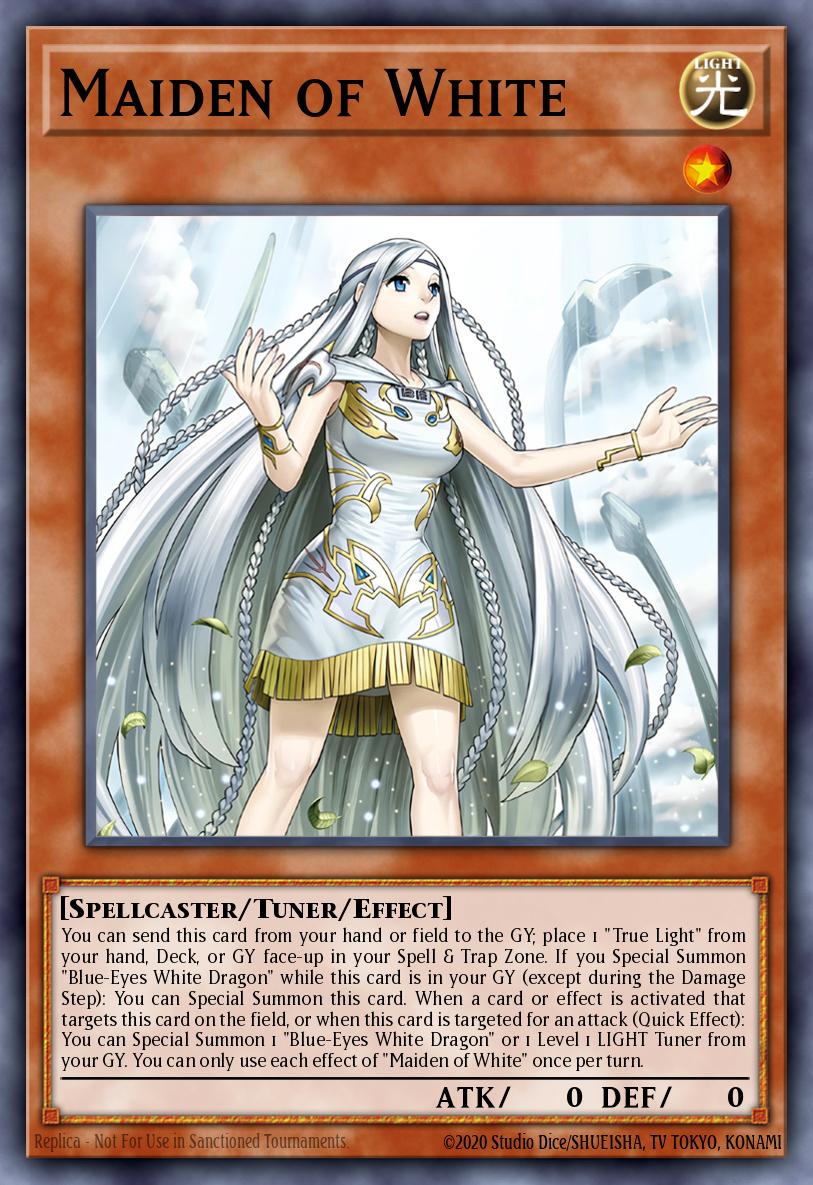 Maiden of White
LIGHT
光
[Spellcaster/Tuner/Effect]
You can send this card from your hand or field to the GY; place 1 "True Light" from
your hand, Deck, or GY face-up in your Spell & Trap Zone. If you Special Summon
"Blue-Eyes White Dragon" while this card is in your GY (except during the Damage
Step): You can Special Summon this card. When a card or effect is activated that
targets this card on the field, or when this card is targeted for an attack (Quick Effect):
You can Special Summon 1 "Blue-Eyes White Dragon" or 1 Level 1 LIGHT Tuner from
your GY. You can only use each effect of "Maiden of White" once per turn.
ATK/ 0 DEF/ 0
Replica - Not For Use in Sanctioned Tournaments.
©2020 Studio Dice/SHUEISHA, TV TOKYO, KONAMI